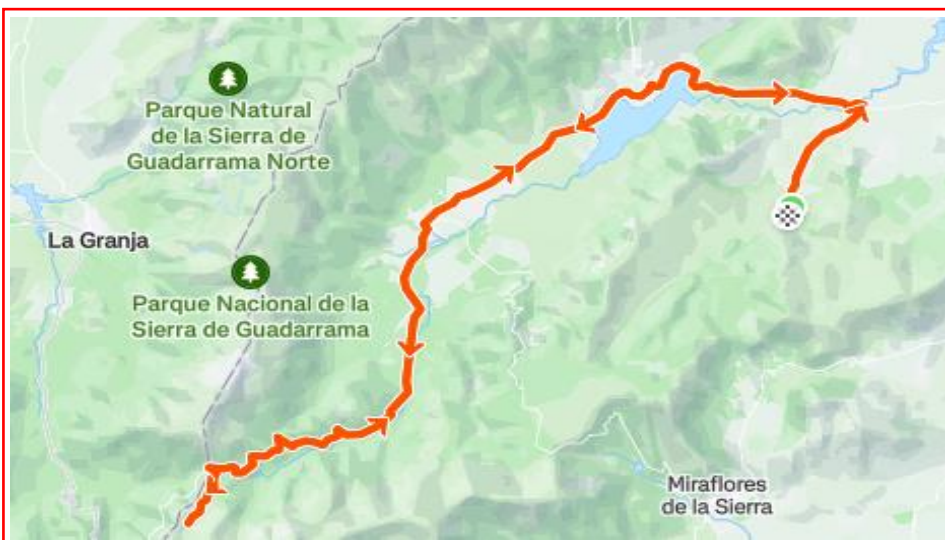 Parque Natural
de la Sierra de
Guadarrama Norte
La Granja
Parque Nacional de la
Sierra de Guadarrama
Miraflores
de la Sierra